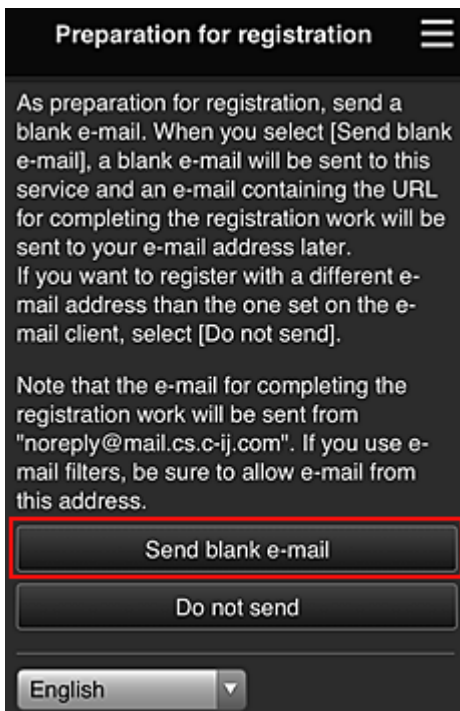 Preparation for registration
As preparation for registration, send a
blank e-mail. When you select [Send blank
e-mail], a blank e-mail will be sent to this
service and an e-mail containing the URL
for completing the registration work will be
sent to your e-mail address later.
If you want to register with a different e-
mail address than the one set on the e-
mail client, select [Do not send].
Note that the e-mail for completing the
registration work will be sent from
"noreply@mail.cs.c-ij.com". If you use e-
mail filters, be sure to allow e-mail from
this address.
Send blank e-mail
Do not send
English